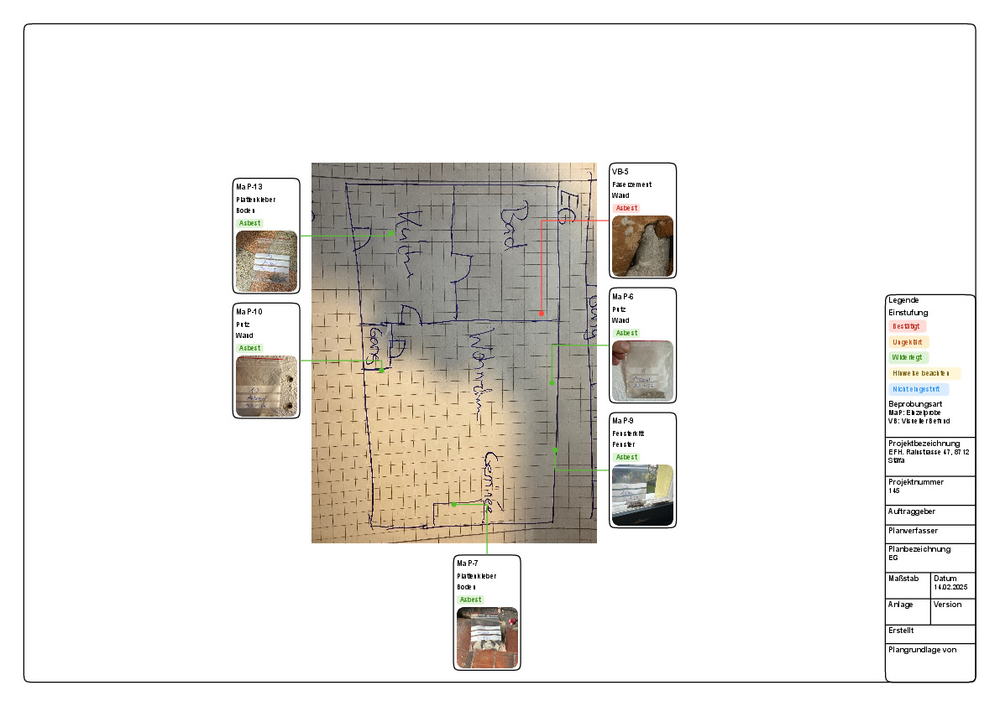 MaP-13
Plattenkleber
Boden
Asbest
MaP-10
Putz
Wand
Asbest
EG
Bad
Küche
Gang
Gang
Wohnraum
Cheminée
VB-5
Faserzement
Wand
Asbest
MaP-6
Putz
Wand
Asbest
MaP-9
Fensterkitt
Fenster
Asbest
MaP-7
Plattenkleber
Boden
Asbest
Legende
Einstufung
Bestätigt
Ungeklärt
Widerlegt
Hinweise beachten
Nicht eingestuft
Beprobungsart
MaP: Einzelprobe
VB: Visueller Befund
Projektbezeichnung
EFH. Rainstrasse 47, 8712
Stäfa
Projektnummer
145
Auftraggeber
Planverfasser
Planbezeichnung
EG
Maßstab
Datum
14.02.2025
Anlage
Version
Erstellt
Plangrundlage von